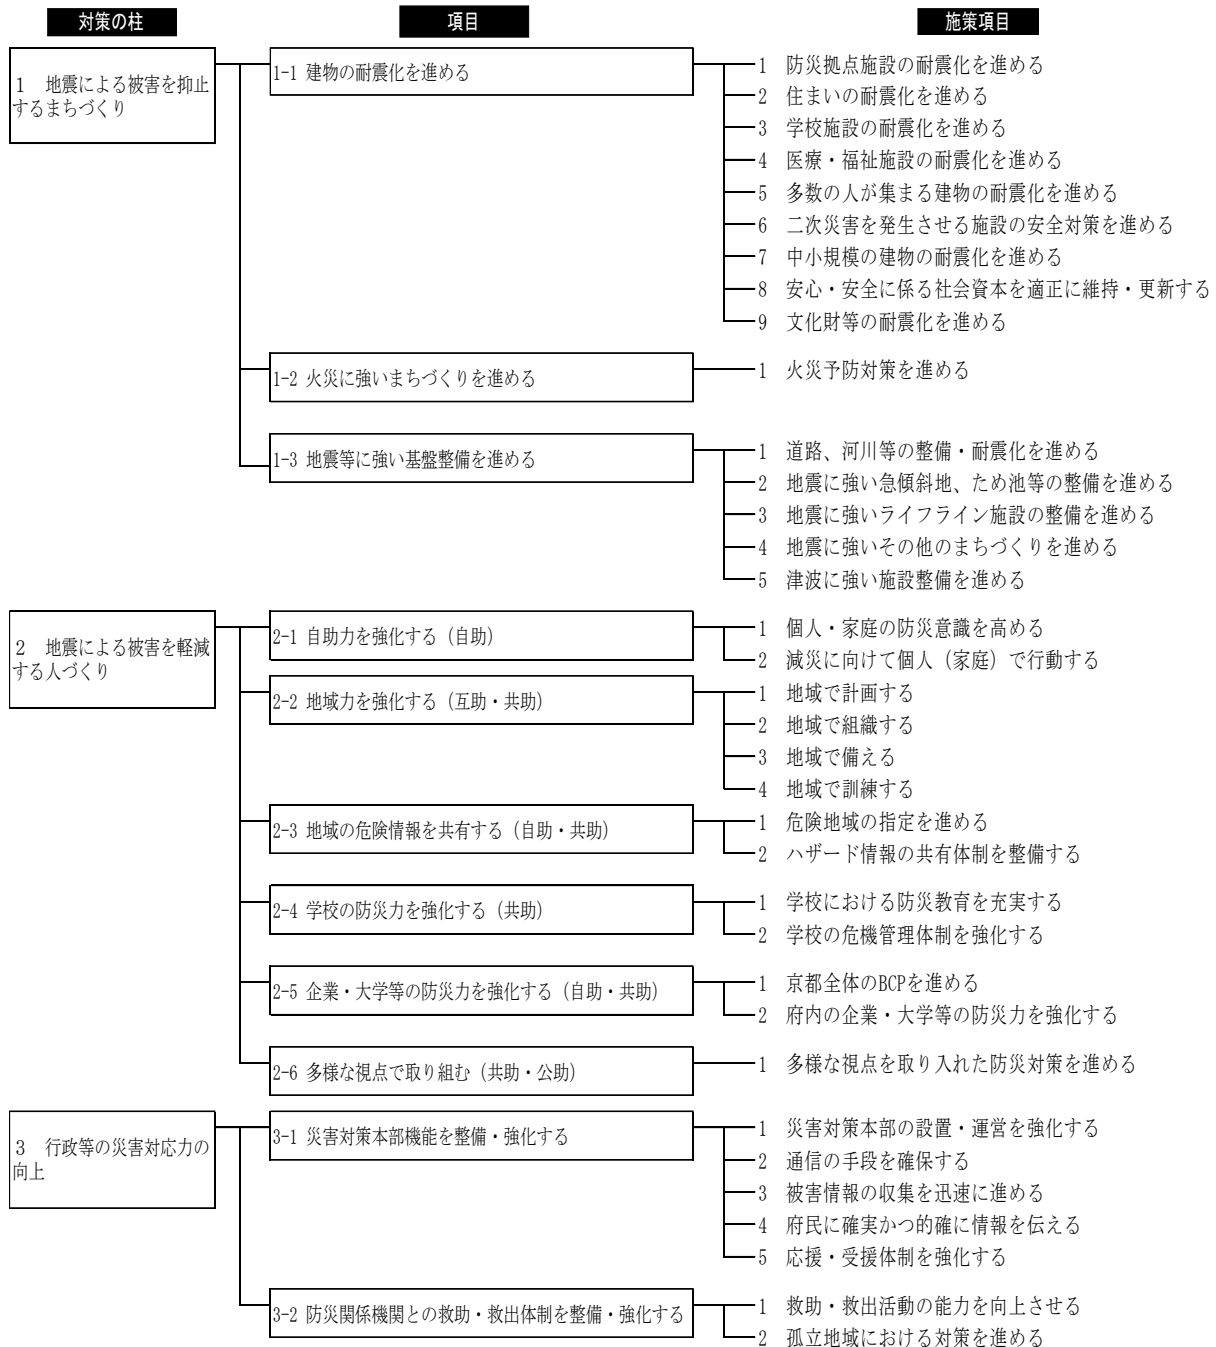 対策の柱
項目
施策項目
1 地震による被害を抑止
するまちづくり
1-1 建物の耐震化を進める
1 防災拠点施設の耐震化を進める
2 住まいの耐震化を進める
3 学校施設の耐震化を進める
4 医療・福祉施設の耐震化を進める
5 多数の人が集まる建物の耐震化を進める
6 二次災害を発生させる施設の安全対策を進める
7 中小規模の建物の耐震化を進める
8 安心・安全に係る社会資本を適正に維持・更新する
9 文化財等の耐震化を進める
1-2 火災に強いまちづくりを進める
1 火災予防対策を進める
1-3 地震等に強い基盤整備を進める
1 道路、河川等の整備・耐震化を進める
2 地震に強い急傾斜地、ため池等の整備を進める
3 地震に強いライフライン施設の整備を進める
4 地震に強いその他のまちづくりを進める
5 津波に強い施設整備を進める
2 地震による被害を軽減
する人づくり
2-1 自助力を強化する（自助）
1 個人・家庭の防災意識を高める
2 減災に向けて個人（家庭）で行動する
2-2 地域力を強化する（互助・共助）
1 地域で計画する
2 地域で組織する
3 地域で備える
4 地域で訓練する
2-3 地域の危険情報を共有する（自助・共助）
1 危険地域の指定を進める
2 ハザード情報の共有体制を整備する
2-4 学校の防災力を強化する（共助）
1 学校における防災教育を充実する
2 学校の危機管理体制を強化する
2-5 企業・大学等の防災力を強化する（自助・共助）
1 京都全体のBCPを進める
2 府内の企業・大学等の防災力を強化する
2-6 多様な視点で取り組む（共助・公助）
1 多様な視点を取り入れた防災対策を進める
3 行政等の災害対応力の
向上
3-1 災害対策本部機能を整備・強化する
1 災害対策本部の設置・運営を強化する
2 通信の手段を確保する
3 被害情報の収集を迅速に進める
4 府民に確実かつ的確に情報を伝える
5 応援・受援体制を強化する
3-2 防災関係機関との救助・救出体制を整備・強化する
1 救助・救出活動の能力を向上させる
2 孤立地域における対策を進める